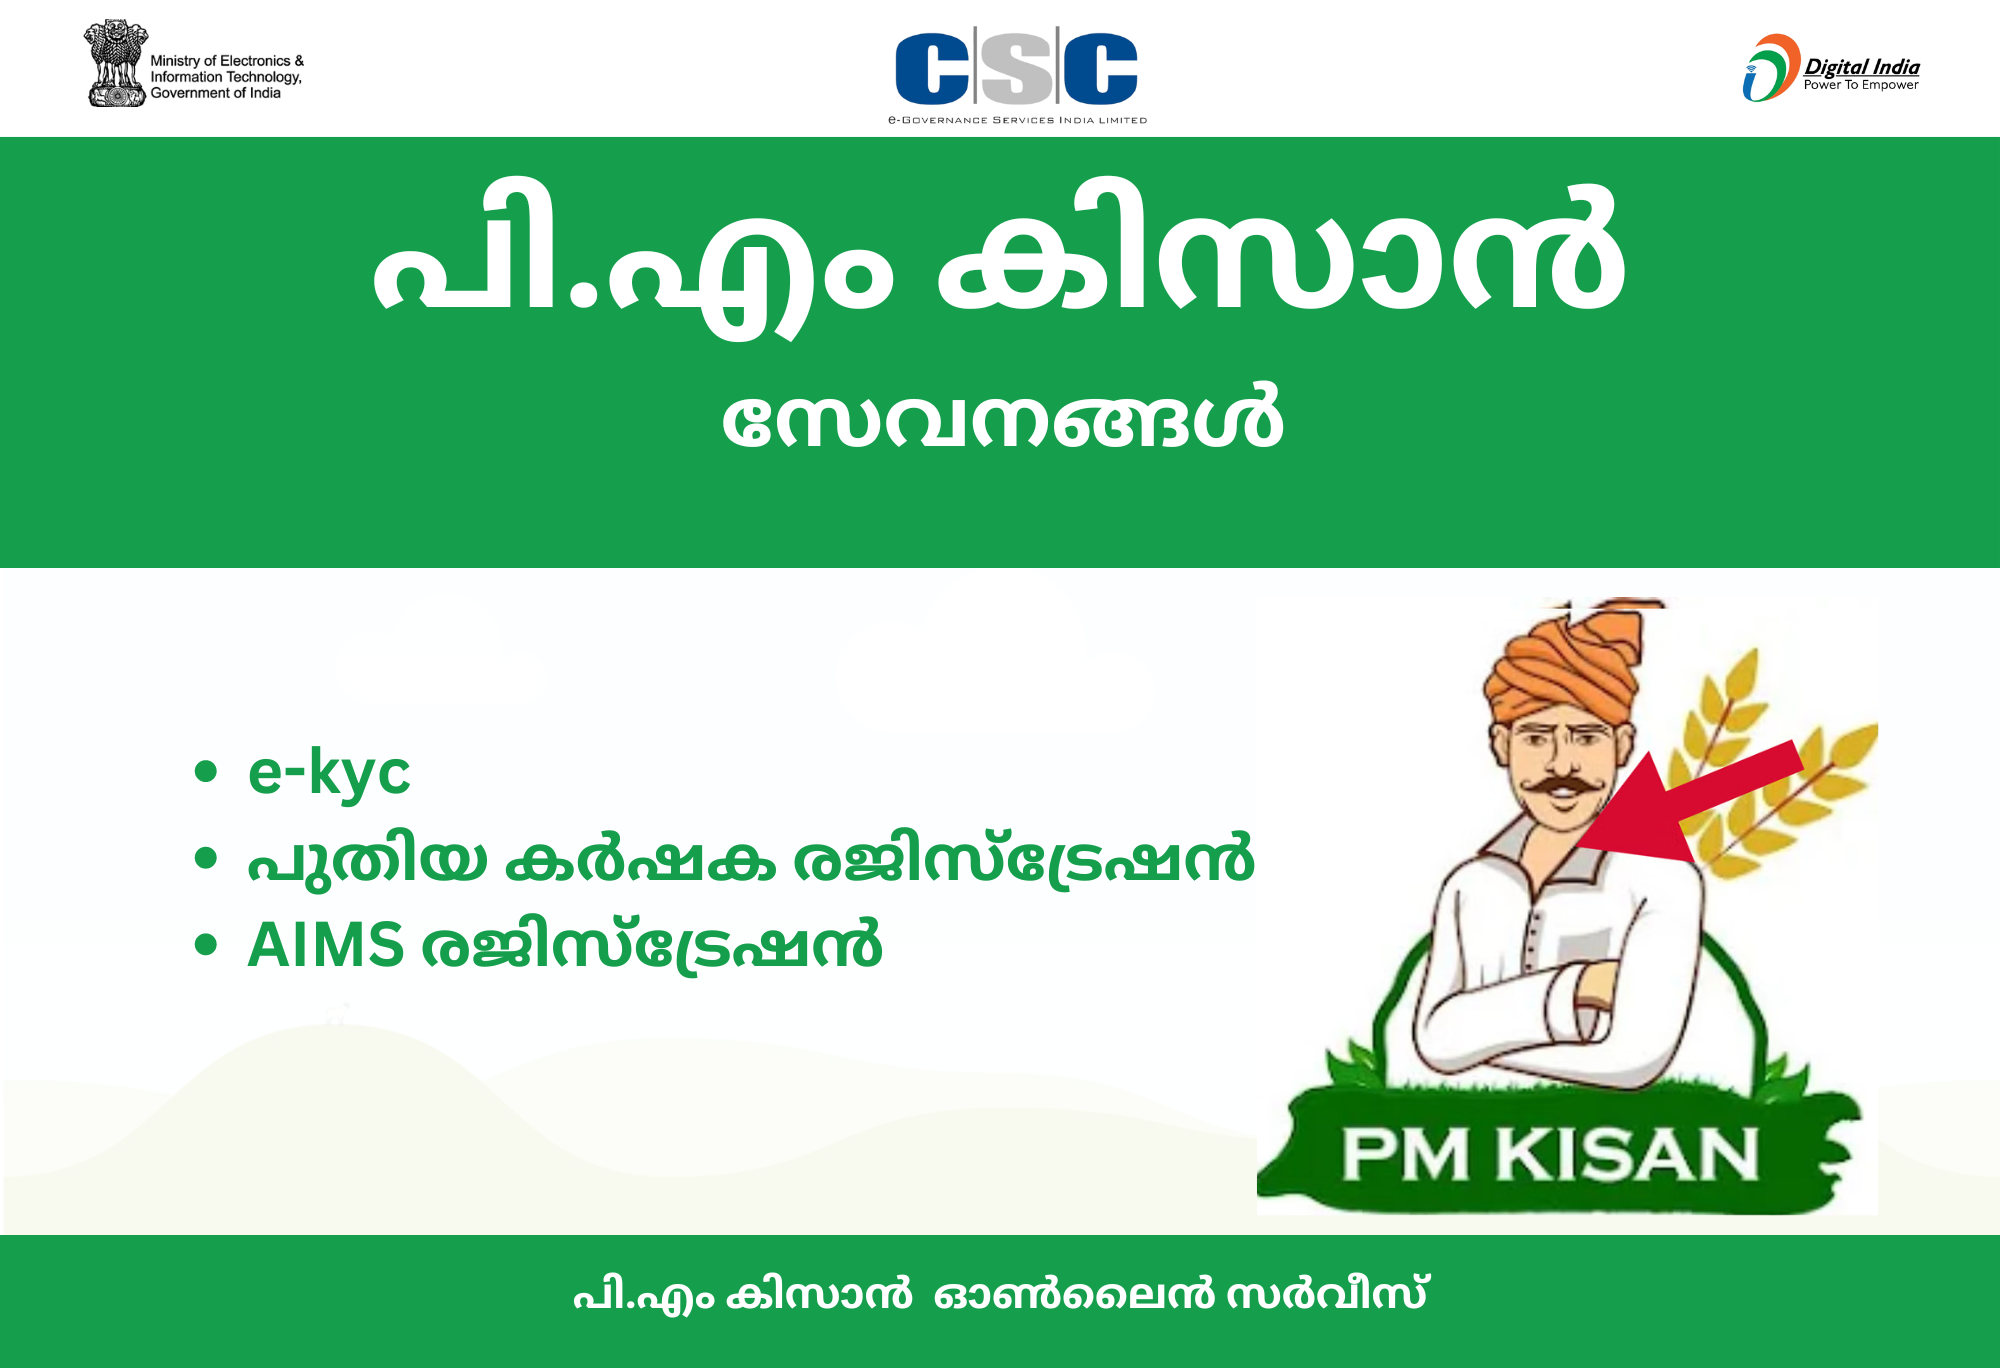 Ministry of Electronics &
Information Technology,
Government of India
CSC
e-Governance Services India Limited
Digital India
Power To Empower
പി.എം കിസാൻ
സേവനങ്ങൾ
• e-kyc
• പുതിയ കർഷക രജിസ്ട്രേഷൻ
• AIMS രജിസ്ട്രേഷൻ
PM KISAN
പി.എം കിസാൻ ഓൺലൈൻ സർവീസ്